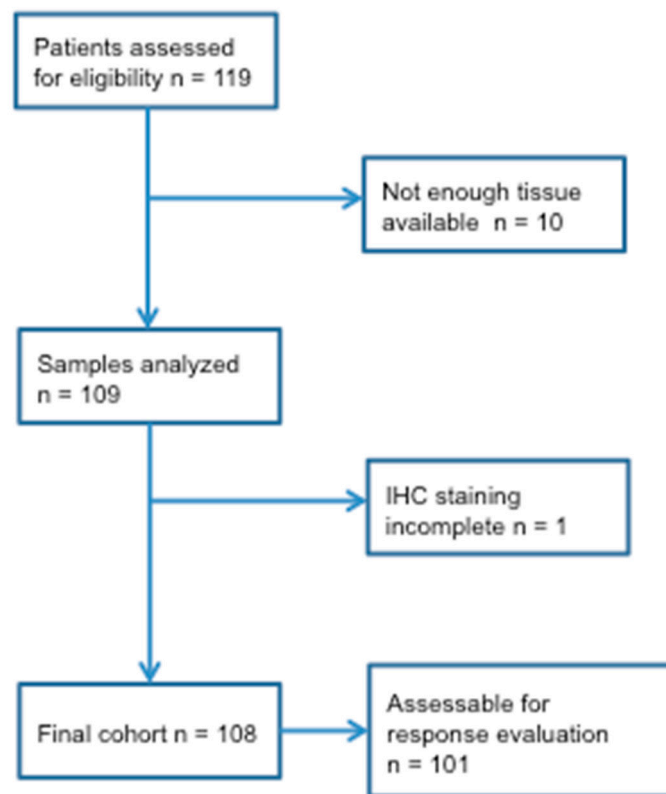 Patients assessed
for eligibility n = 119
Not enough tissue
available n = 10
Samples analyzed
n = 109
IHC staining
incomplete n = 1
Final cohort n = 108
Assessable for
response evaluation
n = 101